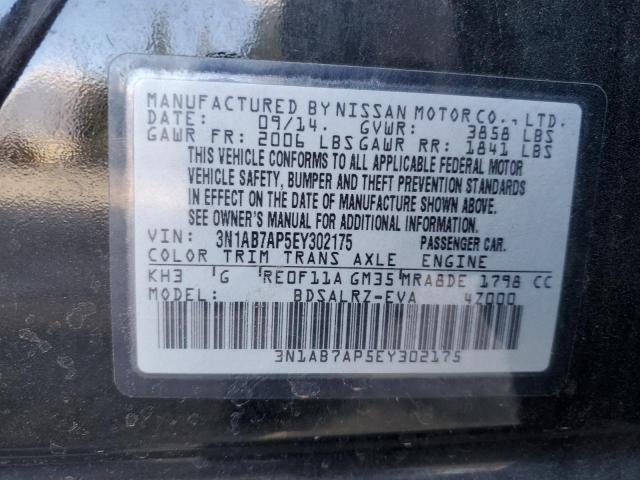 MANUFACTURED BY NISSAN MOTOR CO., LTD.
DATE: 09/14. GVWR: 3858 LBS
GAWR FR: 2006 LBS GAWR RR: 1841 LBS
THIS VEHICLE CONFORMS TO ALL APPLICABLE FEDERAL MOTOR
VEHICLE SAFETY, BUMPER AND THEFT PREVENTION STANDARDS
IN EFFECT ON THE DATE OF MANUFACTURE SHOWN ABOVE.
SEE OWNER'S MANUAL FOR ADDITIONAL INFORMATION.
VIN: 3N1AB7AP5EY302175 PASSENGER CAR.
COLOR TRIM TRANS AXLE ENGINE
KH3 'G 'RE0F11A GM35 MRA8DE 1798 CC
MODEL: BDSALRZ-EVA 4Z000
3N1AB7AP5EY302175